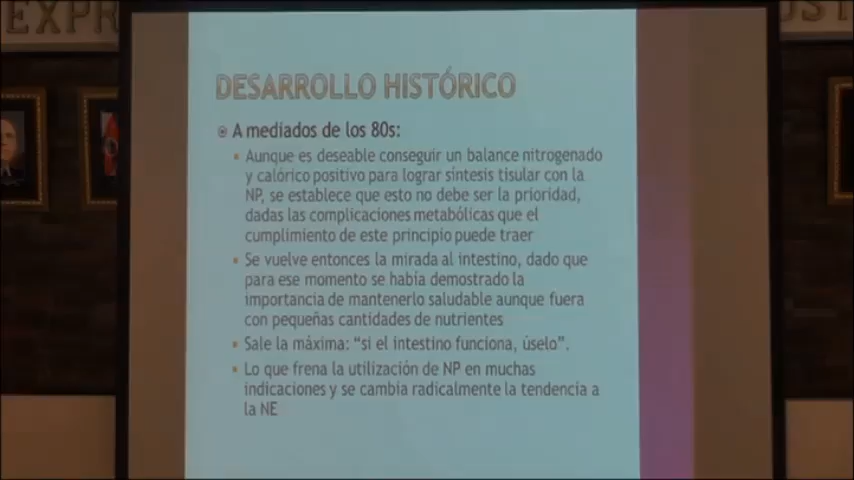 EXPR
UST
DESARROLLO HISTÓRICO
A mediados de los 80s:
Aunque es deseable conseguir un balance nitrogenado
y calórico positivo para lograr síntesis tisular con la
NP, se establece que esto no debe ser la prioridad,
dadas las complicaciones metabólicas que el
cumplimiento de este principio puede traer
Se vuelve entonces la mirada al intestino, dado que
para ese momento se había demostrado la
importancia de mantenerlo saludable aunque fuera
con pequeñas cantidades de nutrientes
Sale la máxima: “si el intestino funciona, úselo”.
Lo que frena la utilización de NP en muchas
indicaciones y se cambia radicalmente la tendencia a
la NE